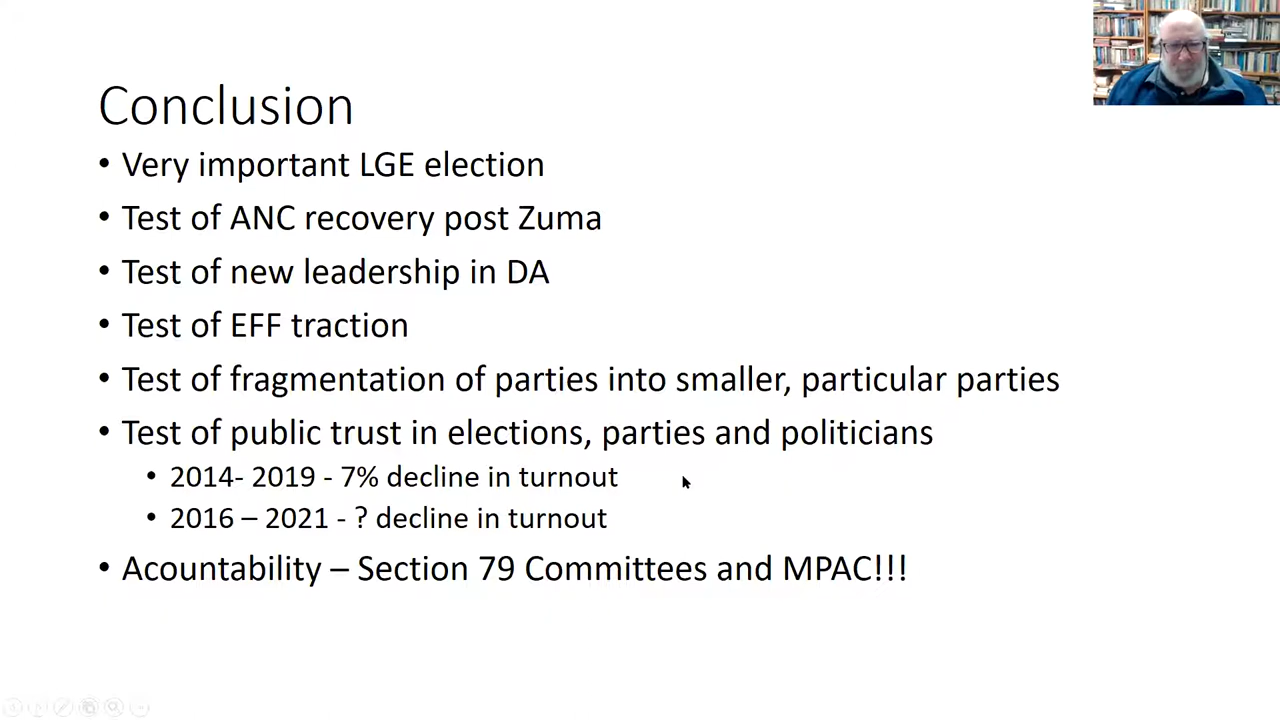 Conclusion
• Very important LGE election
• Test of ANC recovery post Zuma
• Test of new leadership in DA
• Test of EFF traction
• Test of fragmentation of parties into smaller, particular parties
• Test of public trust in elections, parties and politicians
• 2014- 2019 - 7% decline in turnout
• 2016 – 2021 - ? decline in turnout
• Acountability – Section 79 Committees and MPAC!!!